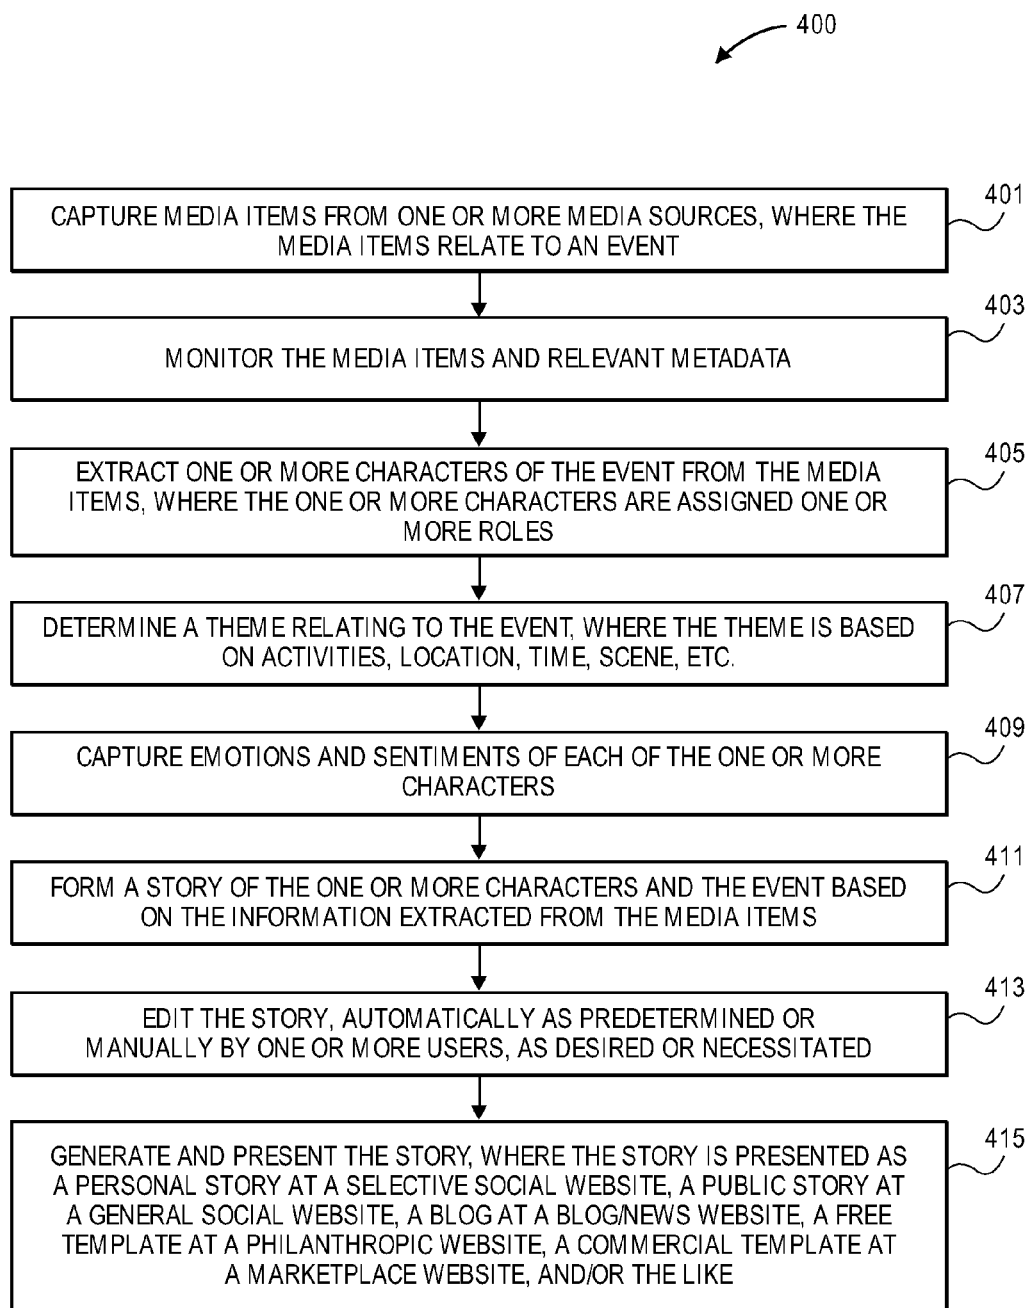 400
401
CAPTURE MEDIA ITEMS FROM ONE OR MORE MEDIA SOURCES, WHERE THE
MEDIA ITEMS RELATE TO AN EVENT
403
MONITOR THE MEDIA ITEMS AND RELEVANT METADATA
405
EXTRACT ONE OR MORE CHARACTERS OF THE EVENT FROM THE MEDIA
ITEMS, WHERE THE ONE OR MORE CHARACTERS ARE ASSIGNED ONE OR
MORE ROLES
407
DETERMINE A THEME RELATING TO THE EVENT, WHERE THE THEME IS BASED
ON ACTIVITIES, LOCATION, TIME, SCENE, ETC.
409
CAPTURE EMOTIONS AND SENTIMENTS OF EACH OF THE ONE OR MORE
CHARACTERS
411
FORM A STORY OF THE ONE OR MORE CHARACTERS AND THE EVENT BASED
ON THE INFORMATION EXTRACTED FROM THE MEDIA ITEMS
413
EDIT THE STORY, AUTOMATICALLY AS PREDETERMINED OR
MANUALLY BY ONE OR MORE USERS, AS DESIRED OR NECESSITATED
415
GENERATE AND PRESENT THE STORY, WHERE THE STORY IS PRESENTED AS
A PERSONAL STORY AT A SELECTIVE SOCIAL WEBSITE, A PUBLIC STORY AT
A GENERAL SOCIAL WEBSITE, A BLOG AT A BLOG/NEWS WEBSITE, A FREE
TEMPLATE AT A PHILANTHROPIC WEBSITE, A COMMERCIAL TEMPLATE AT
A MARKETPLACE WEBSITE, AND/OR THE LIKE